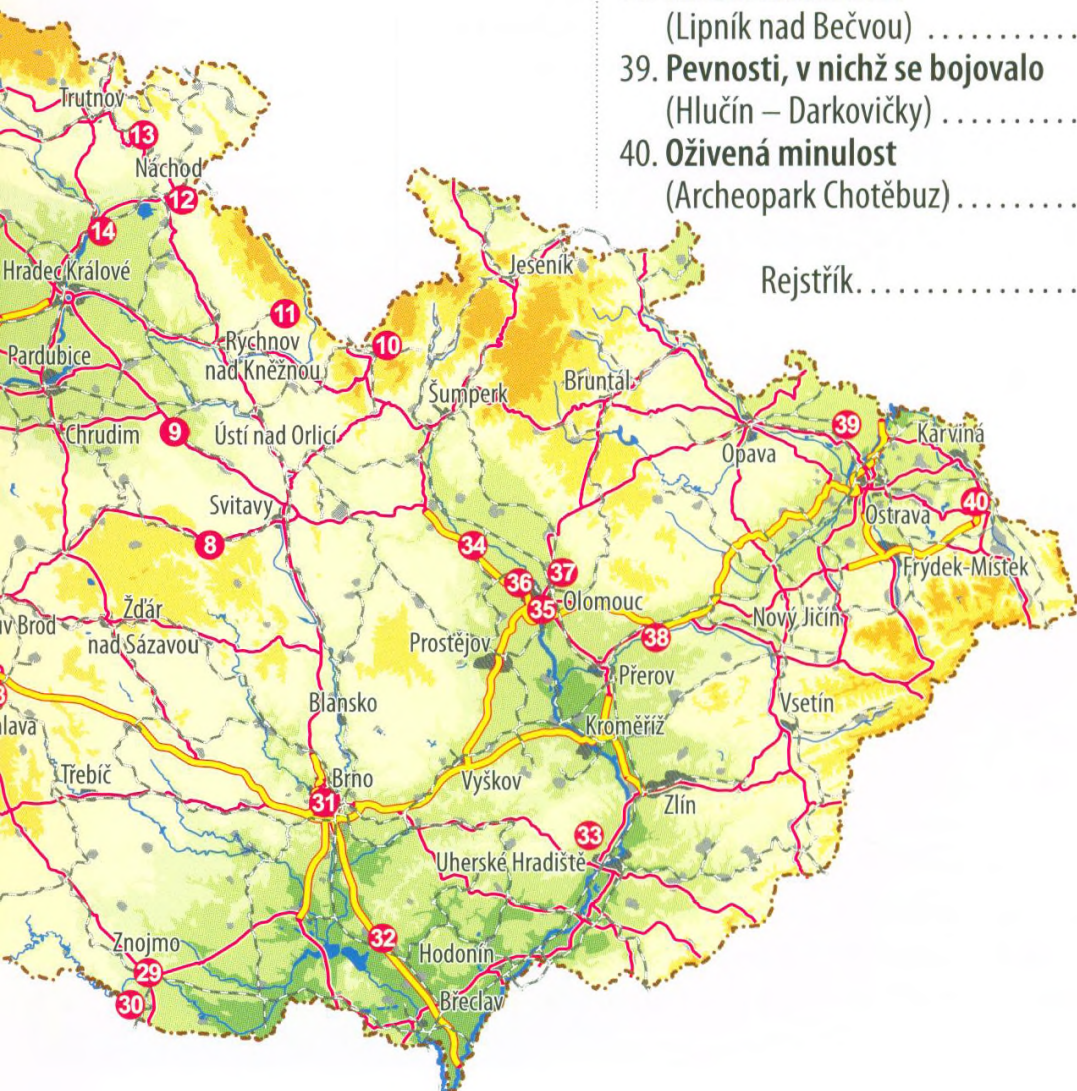 (Lipník nad Bečvou) ...........
39. Pevnosti, v nichž se bojovalo
(Hlučín – Darkovičky) ..........
40. Oživená minulost
(Archeopark Chotěbuz) .........
Rejstřík.................
Trutnov
13
Náchod
12
14
Hradec Králové
Jeseník
11
10
Rychnov
nad Kněžnou
Pardubice
Šumperk
Bruntál
9
Chrudim
Ústí nad Orlicí
39
Karviná
Opava
Svitavy
8
34
40
Ostrava
36
37
Frýdek-Místek
35
Olomouc
Žďár
nad Sázavou
v Brod
38
Nový Jičín
Prostějov
Přerov
Blansko
Vsetín
lava
Kroměříž
Třebíč
Brno
31
Vyškov
Zlín
33
Uherské Hradiště
Znojmo
29
30
32
Hodonín
Břeclav